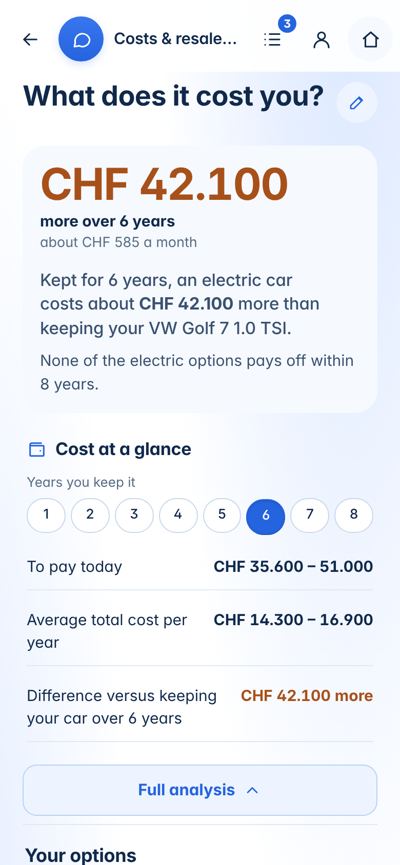 Costs & resale...
3
What does it cost you?
CHF 42.100
more over 6 years
about CHF 585 a month
Kept for 6 years, an electric car
costs about CHF 42.100 more than
keeping your VW Golf 7 1.0 TSI.
None of the electric options pays off within
8 years.
Cost at a glance
Years you keep it
1 2 3 4 5 6 7 8
To pay today CHF 35.600 – 51.000
Average total cost per CHF 14.300 – 16.900
year
Difference versus keeping CHF 42.100 more
your car over 6 years
Full analysis
Your options